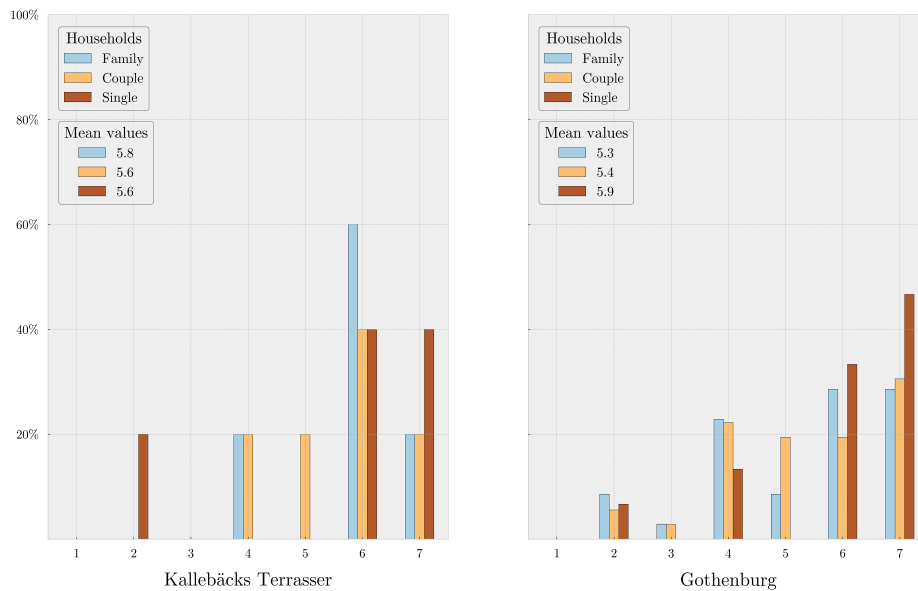 100%
80%
60%
40%
20%
Households
Family
Couple
Single
Mean values
5.8
5.6
5.6
1 2 3 4 5 6 7
Kallebäcks Terrasser
Households
Family
Couple
Single
Mean values
5.3
5.4
5.9
1 2 3 4 5 6 7
Gothenburg